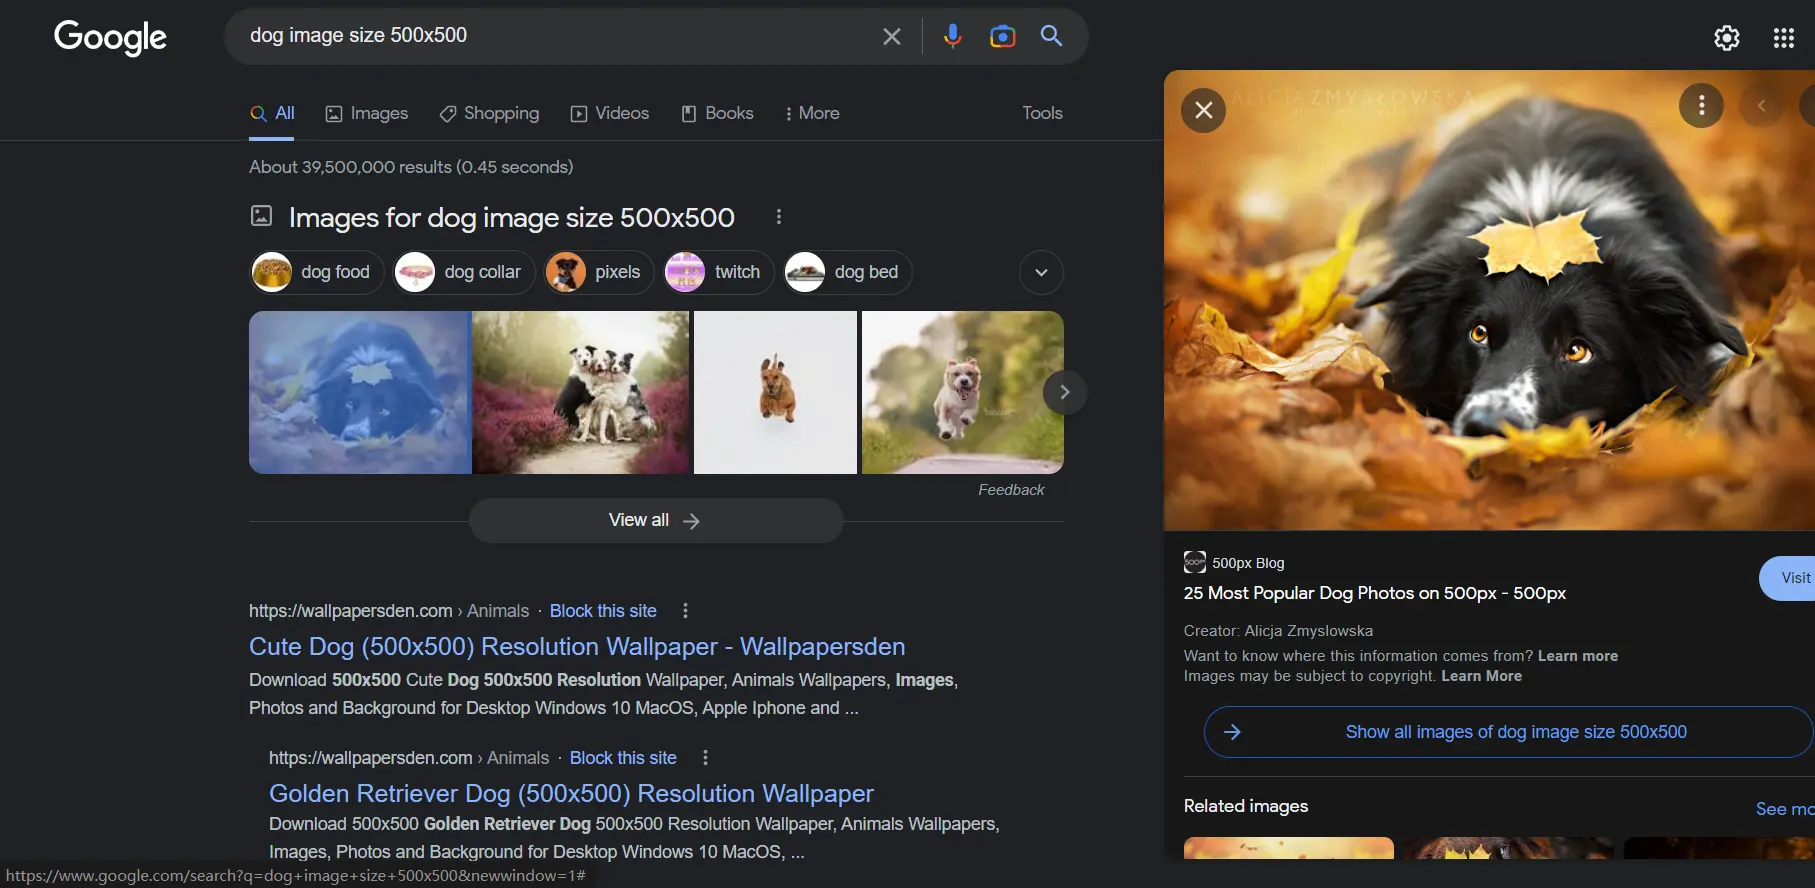 Google
dog image size 500x500
All
Images
Shopping
Videos
Books
More
Tools
About 39,500,000 results (0.45 seconds)
Images for dog image size 500x500
dog food
dog collar
pixels
twitch
dog bed
Feedback
View all
https://wallpapersden.com › Animals · Block this site
Cute Dog (500x500) Resolution Wallpaper - Wallpapersden
Download 500x500 Cute Dog 500x500 Resolution Wallpaper, Animals Wallpapers, Images,
Photos and Background for Desktop Windows 10 MacOS, Apple Iphone and ...
https://wallpapersden.com › Animals · Block this site
Golden Retriever Dog (500x500) Resolution Wallpaper
Download 500x500 Golden Retriever Dog 500x500 Resolution Wallpaper, Animals Wallpapers,
Images, Photos and Background for Desktop Windows 10 MacOS, ...
https://www.google.com/search?q=dog+image+size+500x500&newwindow=1#
ALICJA ZMYSŁOWSKA
500px Blog
Visit
25 Most Popular Dog Photos on 500px - 500px
Creator: Alicja Zmyslowska
Want to know where this information comes from? Learn more
Images may be subject to copyright. Learn More
Show all images of dog image size 500x500
Related images
See mo